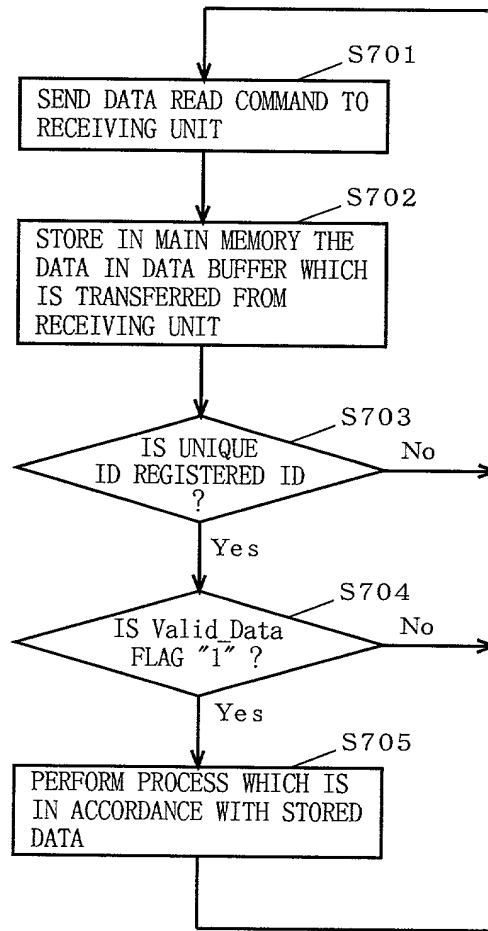 S701
SEND DATA READ COMMAND TO
RECEIVING UNIT
S702
STORE IN MAIN MEMORY THE
DATA IN DATA BUFFER WHICH
IS TRANSFERRED FROM
RECEIVING UNIT
S703
IS UNIQUE
ID REGISTERED ID
?
No
Yes
S704
IS Valid_Data
FLAG "1" ?
No
Yes
S705
PERFORM PROCESS WHICH IS
IN ACCORDANCE WITH STORED
DATA